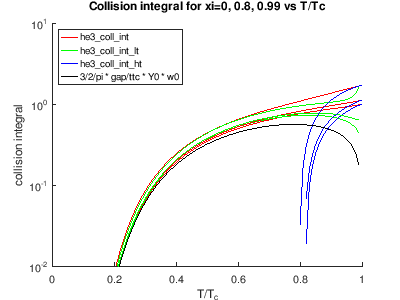 Collision integral for xi=0, 0.8, 0.99 vs T/Tc
10^1
he3_coll_int
he3_coll_int_lt
he3_coll_int_ht
3/2/pi * gap/ttc * Y0 * w0
10^0
collision integral
10^-1
10^-2
0 0.2 0.4 0.6 0.8 1
T/T_c